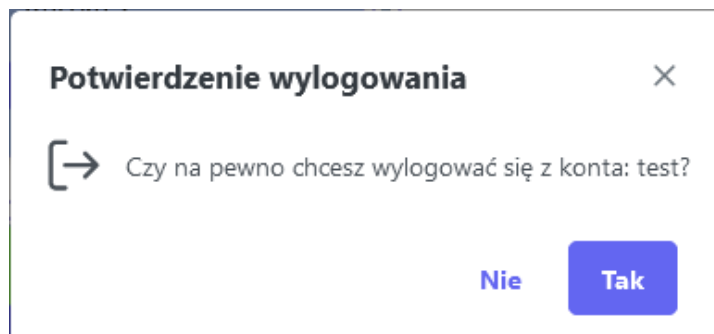 Potwierdzenie wylogowania
Czy na pewno chcesz wylogować się z konta: test?
Nie
Tak